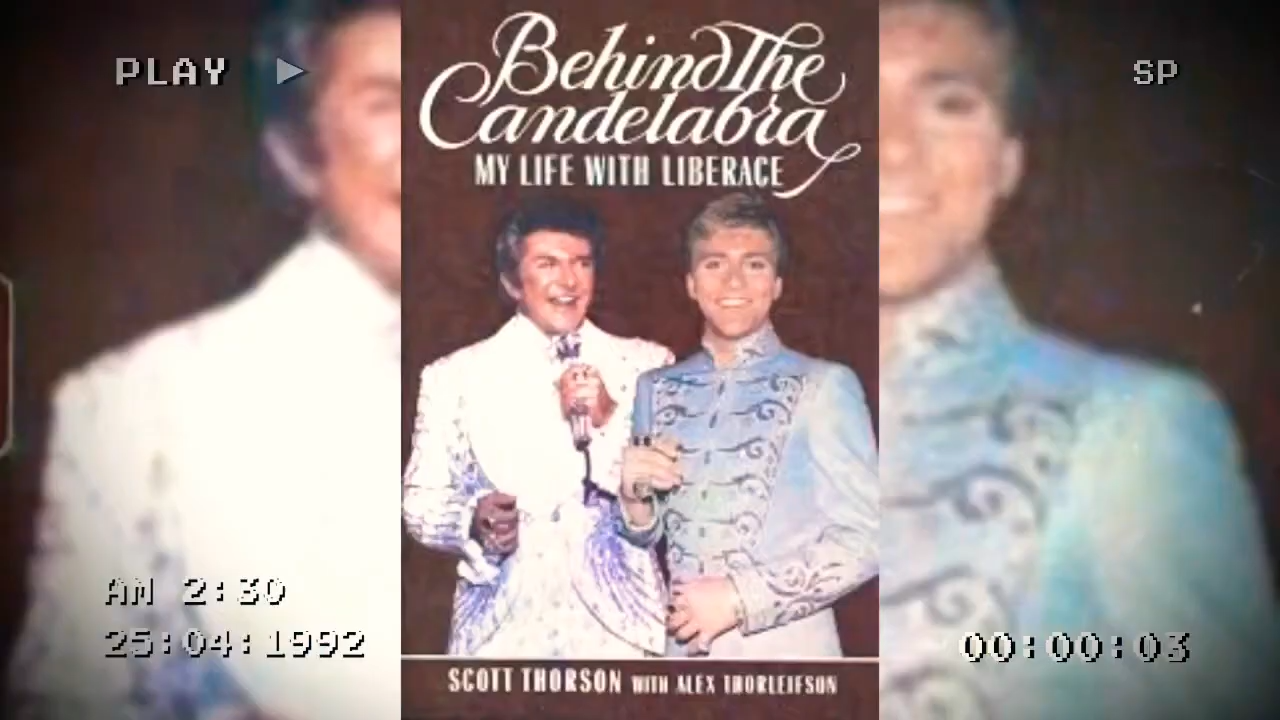 PLAY
SP
Behind The
Candelabra
MY LIFE WITH LIBERACE
AM 2:30
25:04:1992
00:00:03
SCOTT THORSON WITH ALEX THORLEIFSON